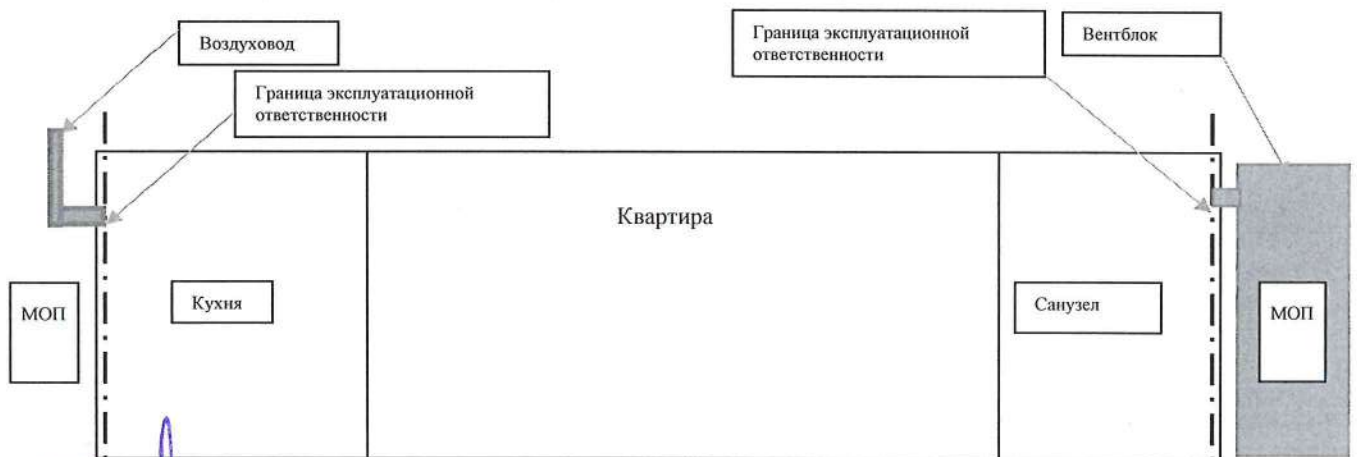 Воздуховод
Граница эксплуатационной
ответственности
Граница эксплуатационной
ответственности
Вентблок
Квартира
МОП
Кухня
Санузел
МОП